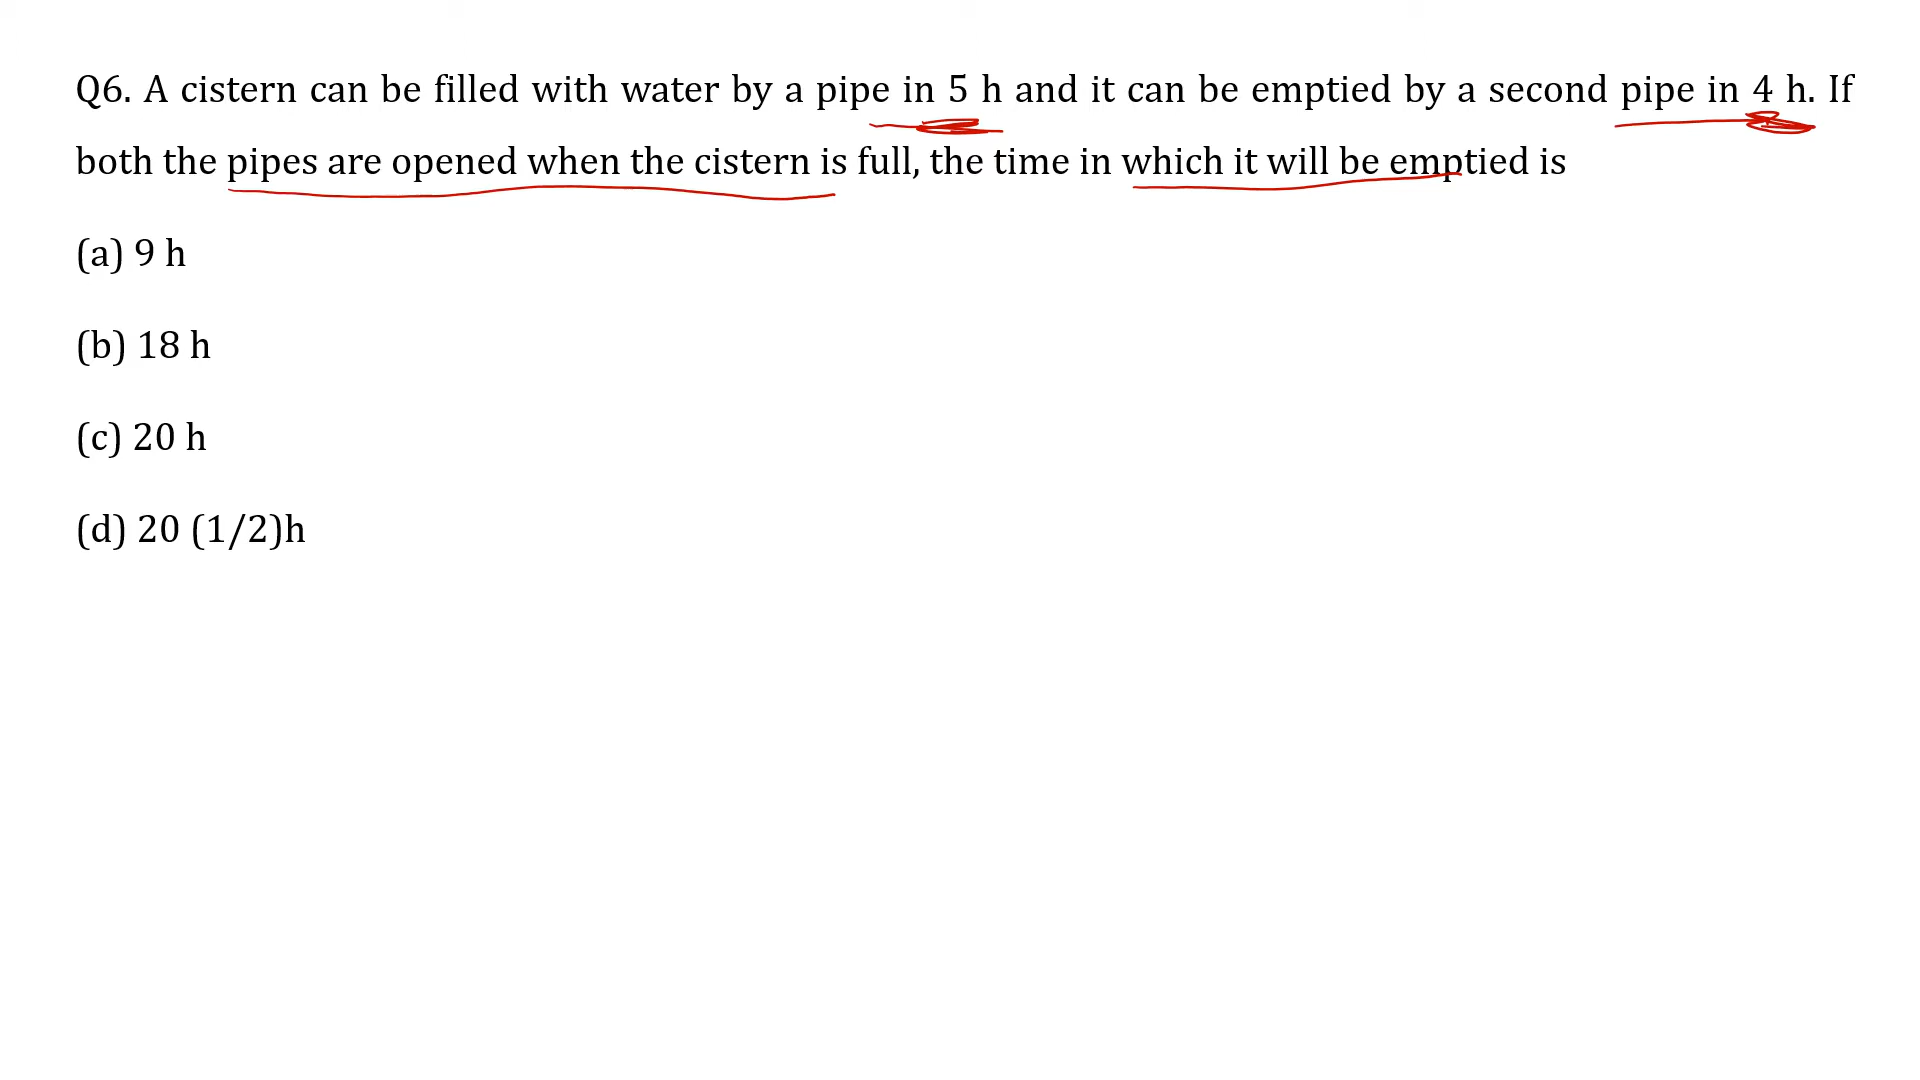 Q6. A cistern can be filled with water by a pipe in 5 h and it can be emptied by a second pipe in 4 h. If
both the pipes are opened when the cistern is full, the time in which it will be emptied is
(a) 9 h
(b) 18 h
(c) 20 h
(d) 20 (1/2)h